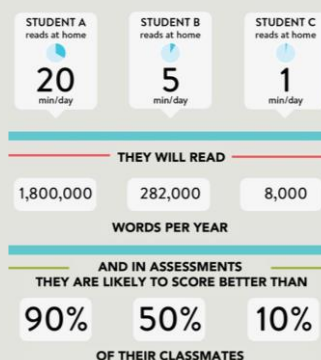 STUDENT A STUDENT B STUDENT C
reads at home reads at home reads at home
20 5 1
min/day min/day min/day
THEY WILL READ
1,800,000 282,000 8,000
WORDS PER YEAR
AND IN ASSESSMENTS
THEY ARE LIKELY TO SCORE BETTER THAN
90% 50% 10%
OF THEIR CLASSMATES